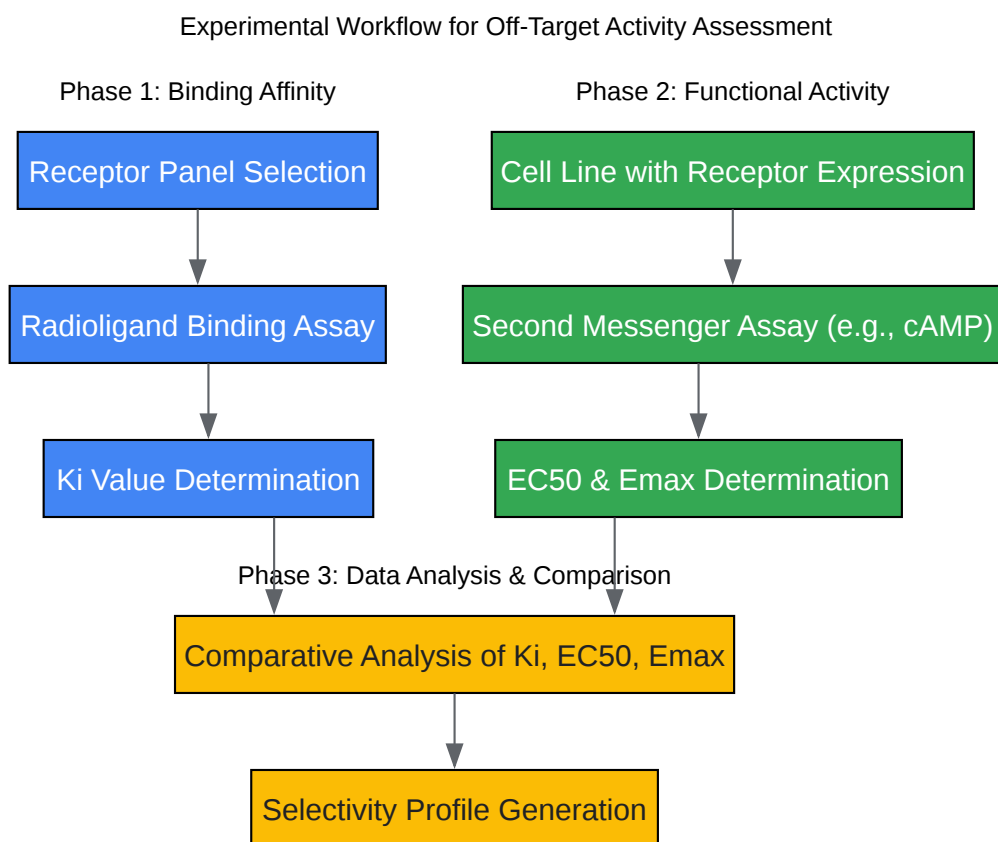 Experimental Workflow for Off-Target Activity Assessment
Phase 1: Binding Affinity
Receptor Panel Selection
Radioligand Binding Assay
Ki Value Determination
Phase 2: Functional Activity
Cell Line with Receptor Expression
Second Messenger Assay (e.g., cAMP)
EC50 & Emax Determination
Phase 3: Data Analysis & Comparison
Comparative Analysis of Ki, EC50, Emax
Selectivity Profile Generation